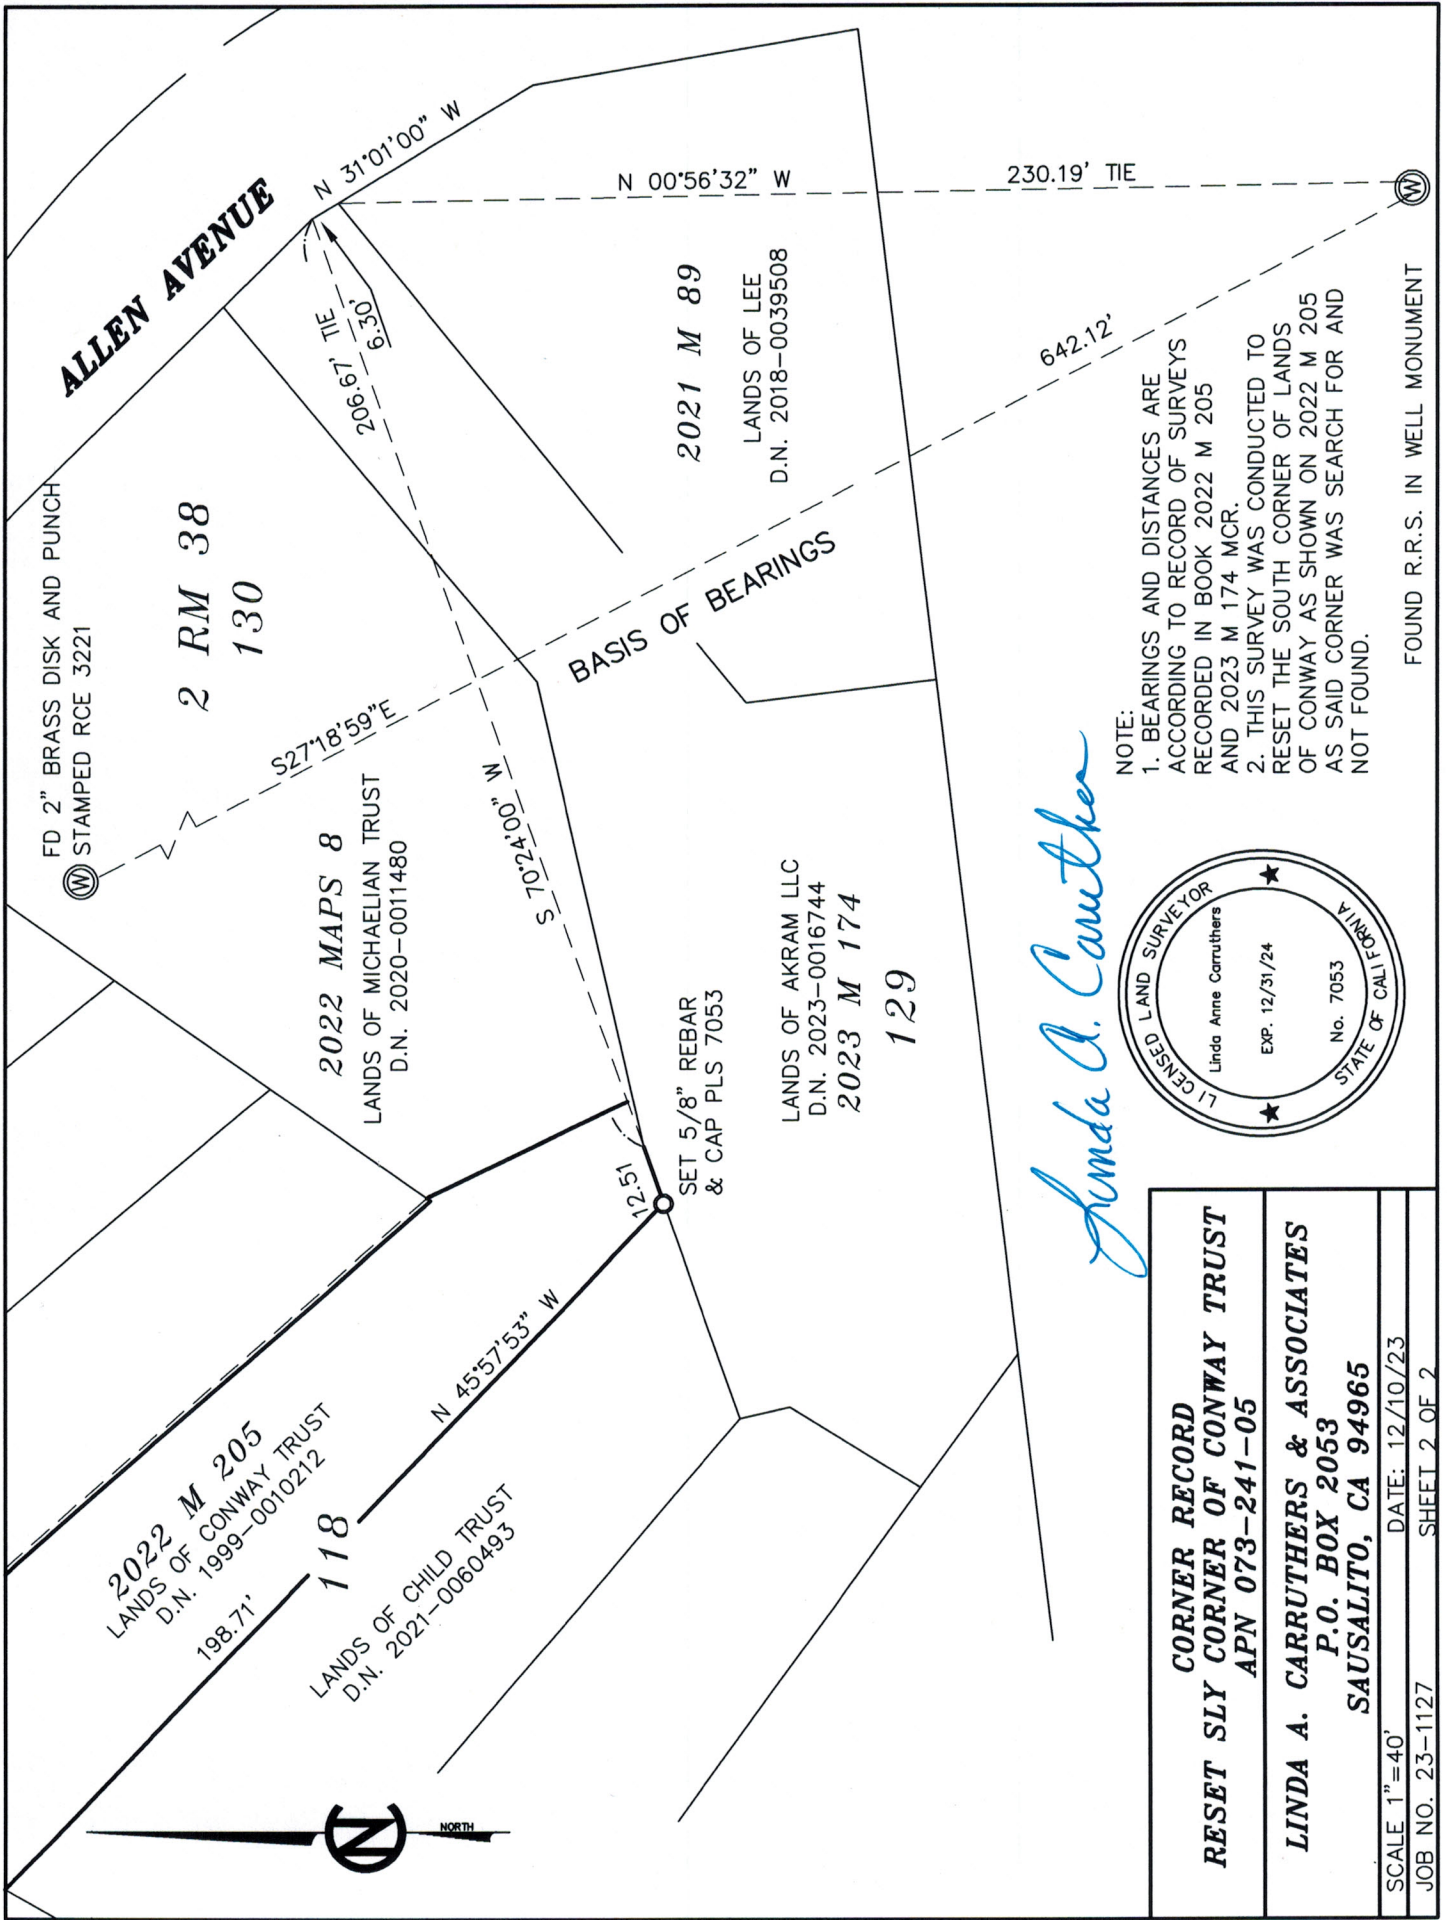 FD 2" BRASS DISK AND PUNCH
STAMPED RCE 3221
ALLEN AVENUE
2 RM 38
130
N 31°01'00" W
206.67' TIE
6.30'
S27°18'59"E
N 00°56'32" W
230.19' TIE
2022 MAPS 8
LANDS OF MICHAELIAN TRUST
D.N. 2020-0011480
2021 M 89
LANDS OF LEE
D.N. 2018-0039508
S 70°24'00" W
BASIS OF BEARINGS
642.12'
2022 M 205
LANDS OF CONWAY TRUST
D.N. 1999-0010212
198.71'
118
N 45°57'53" W
12.51
SET 5/8" REBAR
& CAP PLS 7053
LANDS OF CHILD TRUST
D.N. 2021-0060493
LANDS OF AKRAM LLC
D.N. 2023-0016744
2023 M 174
129
N
NORTH
NOTE:
1. BEARINGS AND DISTANCES ARE
ACCORDING TO RECORD OF SURVEYS
RECORDED IN BOOK 2022 M 205
AND 2023 M 174 MCR.
2. THIS SURVEY WAS CONDUCTED TO
RESET THE SOUTH CORNER OF LANDS
OF CONWAY AS SHOWN ON 2022 M 205
AS SAID CORNER WAS SEARCH FOR AND
NOT FOUND.
W
W
FOUND R.R.S. IN WELL MONUMENT
Linda A. Carruthers
LICENSED LAND SURVEYOR
Linda Anne Carruthers
EXP. 12/31/24
No. 7053
STATE OF CALIFORNIA
CORNER RECORD
RESET SLY CORNER OF CONWAY TRUST
APN 073-241-05
LINDA A. CARRUTHERS & ASSOCIATES
P.O. BOX 2053
SAUSALITO, CA 94965
SCALE 1"=40' DATE: 12/10/23
JOB NO. 23-1127 SHEET 2 OF 2